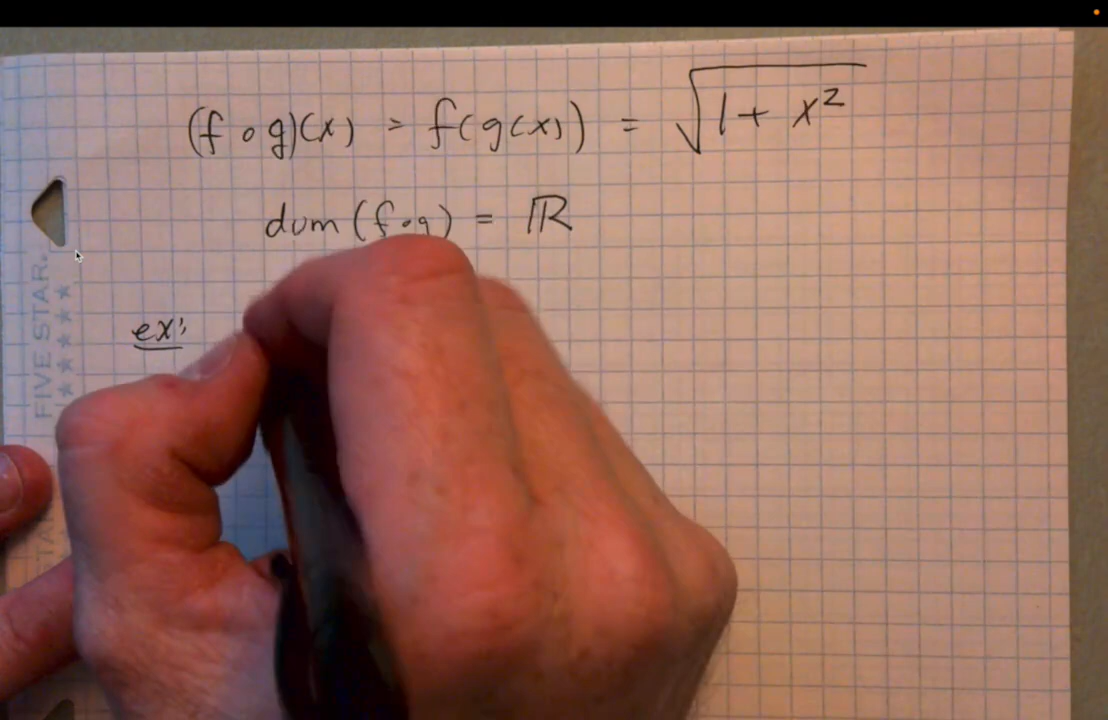 (f ∘ g)(x) = f(g(x)) = √(1 + x²)
dom (f∘g) = ℝ
ex:
FIVE STAR.